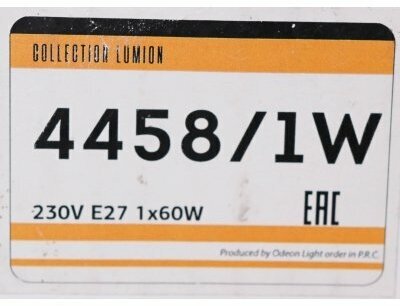 COLLECTION LUMION
4458/1W
230V E27 1x60W
EAC
Produced by Odeon Light order in P.R.C.